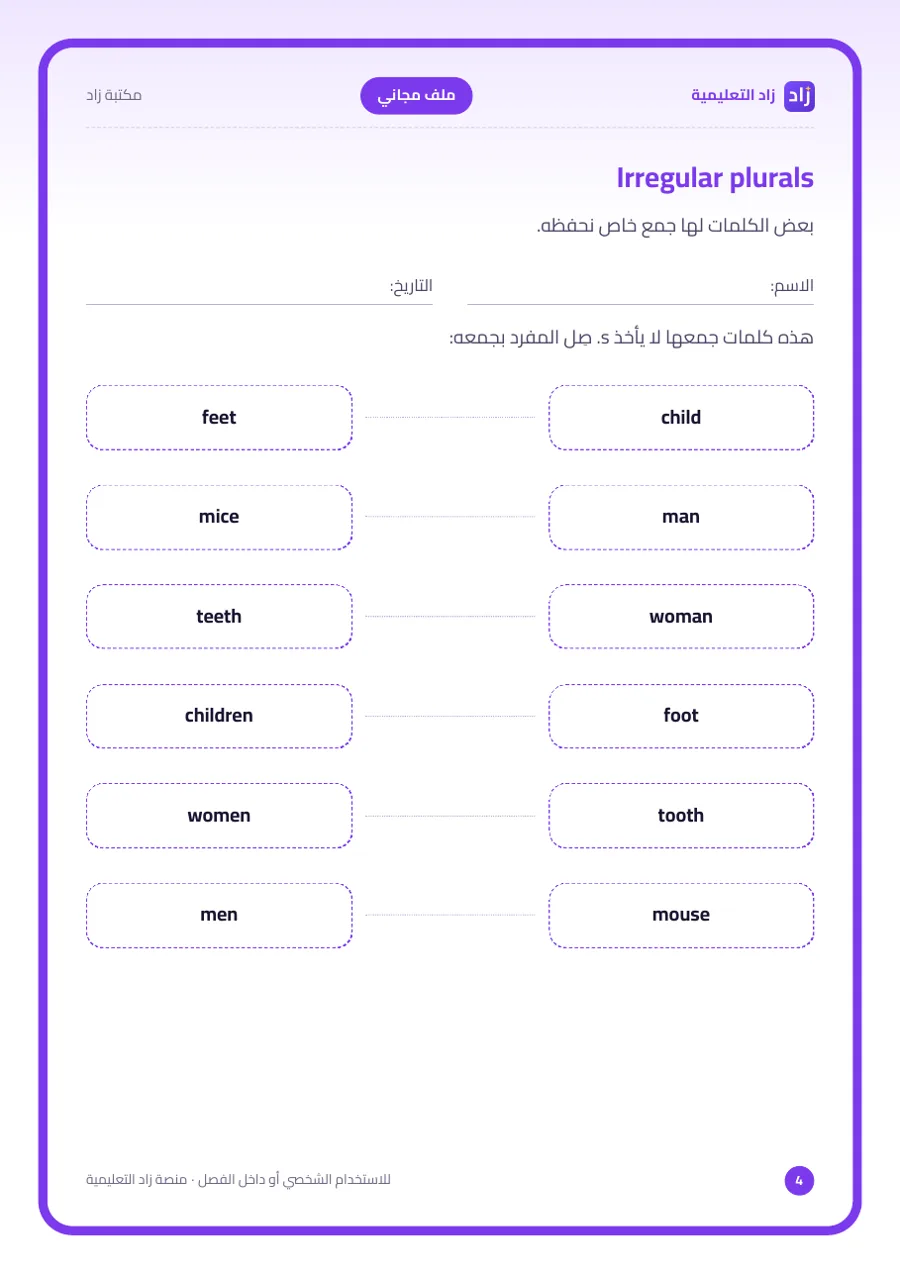 زاد زاد التعليمية
ملف مجاني
مكتبة زاد
Irregular plurals
بعض الكلمات لها جمع خاص نحفظه.
الاسم:
التاريخ:
هذه كلمات جمعها لا يأخذ s. صِل المفرد بجمعه:
child
feet
man
mice
woman
teeth
foot
children
tooth
women
mouse
men
4
للاستخدام الشخصي أو داخل الفصل · منصة زاد التعليمية